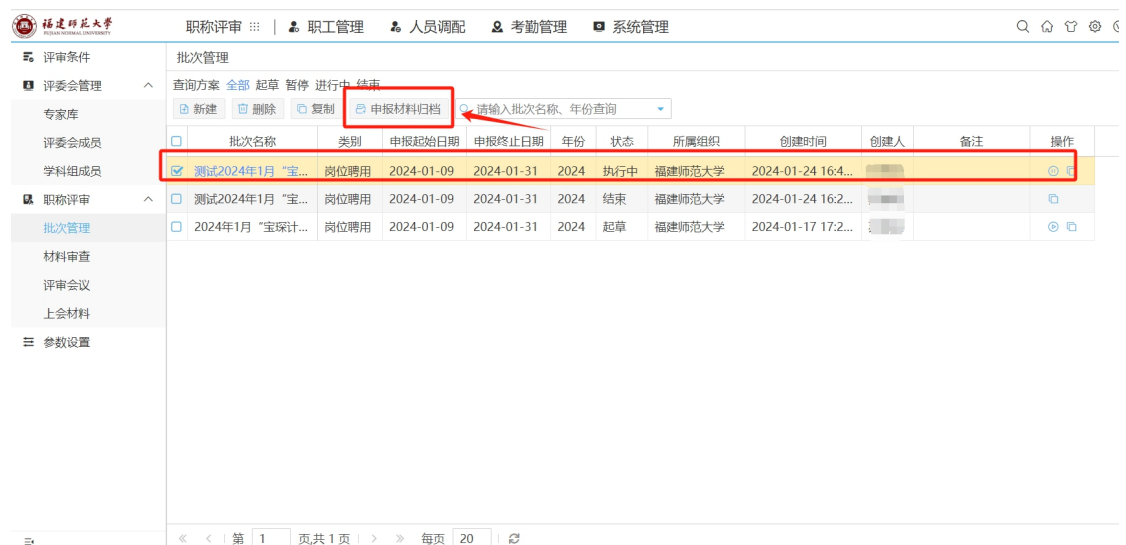 福建师范大学
FUJIAN NORMAL UNIVERSITY
职称评审 职工管理 人员调配 考勤管理 系统管理
评审条件
评委会管理
专家库
评委会成员
学科组成员
职称评审
批次管理
材料审查
评审会议
上会材料
参数设置
批次管理
查询方案 全部 起草 暂停 进行中 结束
新建 删除 复制 申报材料归档 请输入批次名称、年份查询
批次名称 类别 申报起始日期 申报终止日期 年份 状态 所属组织 创建时间 创建人 备注 操作
测试2024年1月“宝... 岗位聘用 2024-01-09 2024-01-31 2024 执行中 福建师范大学 2024-01-24 16:4...
测试2024年1月“宝... 岗位聘用 2024-01-09 2024-01-31 2024 结束 福建师范大学 2024-01-24 16:2...
2024年1月“宝琛计... 岗位聘用 2024-01-09 2024-01-31 2024 起草 福建师范大学 2024-01-17 17:2...
第 1 页,共1页 每页 20